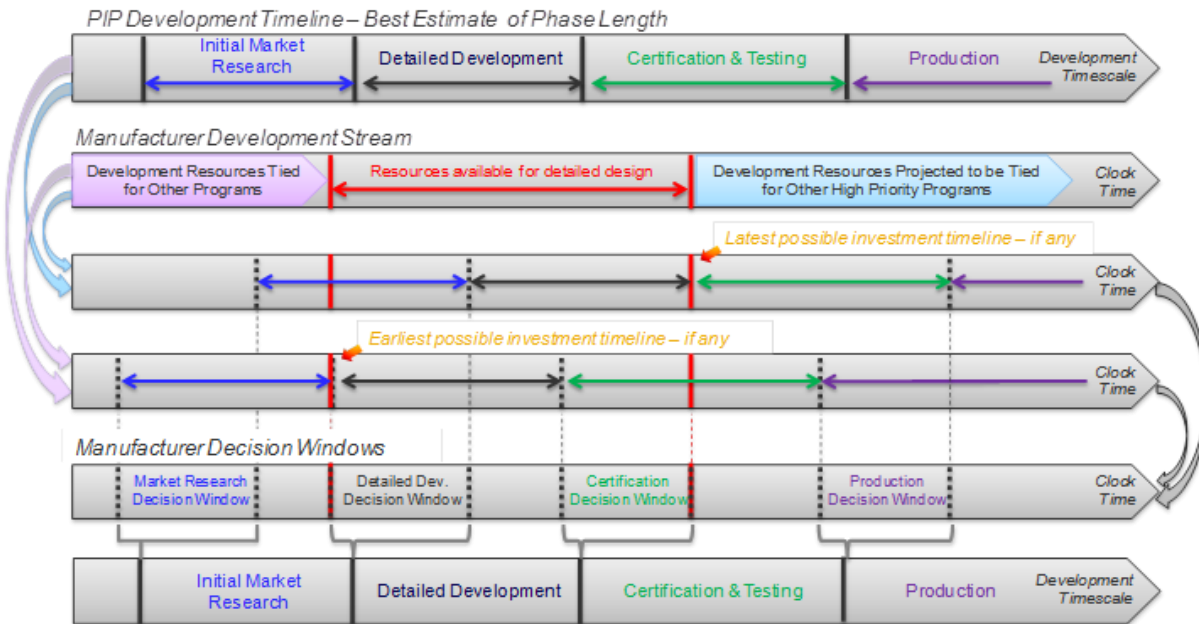 PIP Development Timeline – Best Estimate of Phase Length
Initial Market
Research
Detailed Development
Certification & Testing
Production
Development
Timescale
Manufacturer Development Stream
Development Resources Tied
for Other Programs
Resources available for detailed design
Development Resources Projected to be Tied
for Other High Priority Programs
Clock
Time
Latest possible investment timeline – if any
Clock
Time
Earliest possible investment timeline – if any
Clock
Time
Manufacturer Decision Windows
Market Research
Decision Window
Detailed Dev.
Decision Window
Certification
Decision Window
Production
Decision Window
Clock
Time
Initial Market
Research
Detailed Development
Certification & Testing
Production
Development
Timescale